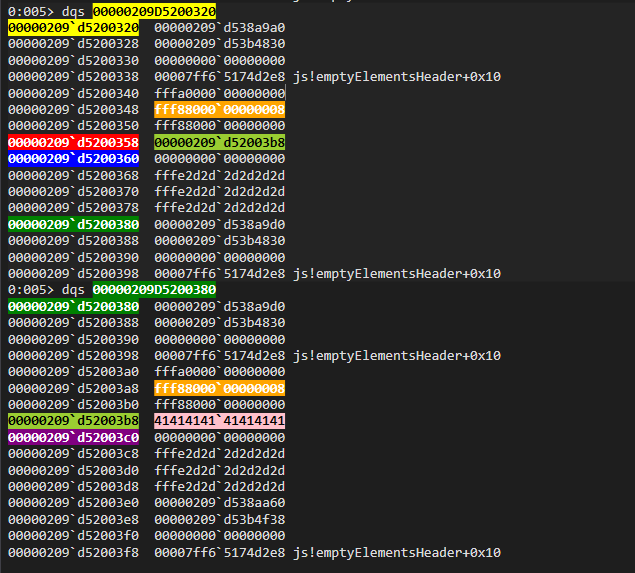 0:005> dqs 00000209D5200320
00000209`d5200320  00000209`d538a9a0
00000209`d5200328  00000209`d53b4830
00000209`d5200330  00000000`00000000
00000209`d5200338  00007ff6`5174d2e8 js!emptyElementsHeader+0x10
00000209`d5200340  fffa0000`00000000
00000209`d5200348  fff88000`00000008
00000209`d5200350  fff88000`00000000
00000209`d5200358  00000209`d52003b8
00000209`d5200360  00000000`00000000
00000209`d5200368  fffe2d2d`2d2d2d2d
00000209`d5200370  fffe2d2d`2d2d2d2d
00000209`d5200378  fffe2d2d`2d2d2d2d
00000209`d5200380  00000209`d538a9d0
00000209`d5200388  00000209`d53b4830
00000209`d5200390  00000000`00000000
00000209`d5200398  00007ff6`5174d2e8 js!emptyElementsHeader+0x10
0:005> dqs 00000209D5200380
00000209`d5200380  00000209`d538a9d0
00000209`d5200388  00000209`d53b4830
00000209`d5200390  00000000`00000000
00000209`d5200398  00007ff6`5174d2e8 js!emptyElementsHeader+0x10
00000209`d52003a0  fffa0000`00000000
00000209`d52003a8  fff88000`00000008
00000209`d52003b0  fff88000`00000000
00000209`d52003b8  41414141`41414141
00000209`d52003c0  00000000`00000000
00000209`d52003c8  fffe2d2d`2d2d2d2d
00000209`d52003d0  fffe2d2d`2d2d2d2d
00000209`d52003d8  fffe2d2d`2d2d2d2d
00000209`d52003e0  00000209`d538aa60
00000209`d52003e8  00000209`d53b4f38
00000209`d52003f0  00000000`00000000
00000209`d52003f8  00007ff6`5174d2e8 js!emptyElementsHeader+0x10